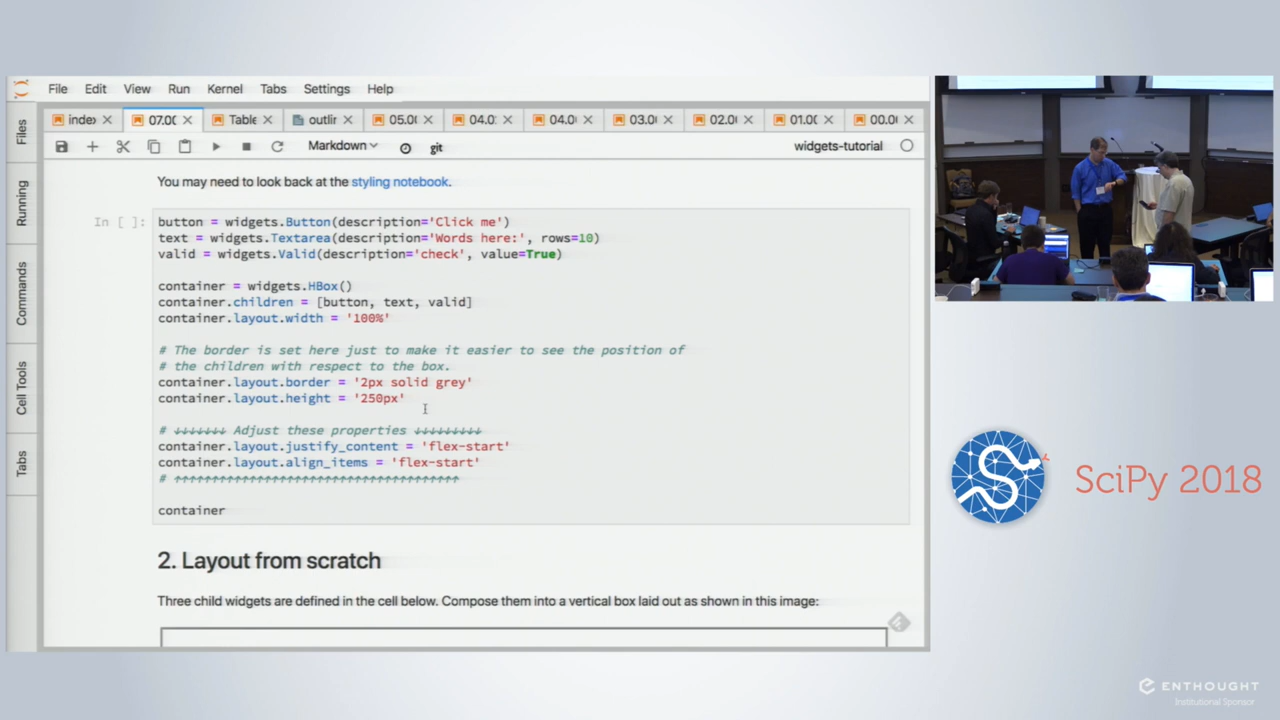 File Edit View Run Kernel Tabs Settings Help
Files
Running
Commands
Cell Tools
Tabs
index 07.00 Table outlir 05.0 04.0 04.0 03.0 02.0 01.0 00.0
Markdown git widgets-tutorial
You may need to look back at the styling notebook.
In [ ]:
button = widgets.Button(description='Click me')
text = widgets.Textarea(description='Words here:', rows=10)
valid = widgets.Valid(description='check', value=True)
container = widgets.HBox()
container.children = [button, text, valid]
container.layout.width = '100%'
# The border is set here just to make it easier to see the position of
# the children with respect to the box.
container.layout.border = '2px solid grey'
container.layout.height = '250px'
# ↓↓↓↓↓↓↓ Adjust these properties ↓↓↓↓↓↓↓↓↓
container.layout.justify_content = 'flex-start'
container.layout.align_items = 'flex-start'
# ↑↑↑↑↑↑↑↑↑↑↑↑↑↑↑↑↑↑↑↑↑↑↑↑↑↑↑↑↑↑↑↑↑↑↑↑↑↑
container
2. Layout from scratch
Three child widgets are defined in the cell below. Compose them into a vertical box laid out as shown in this image:
SciPy 2018
ENTHOUGHT
Institutional Sponsor